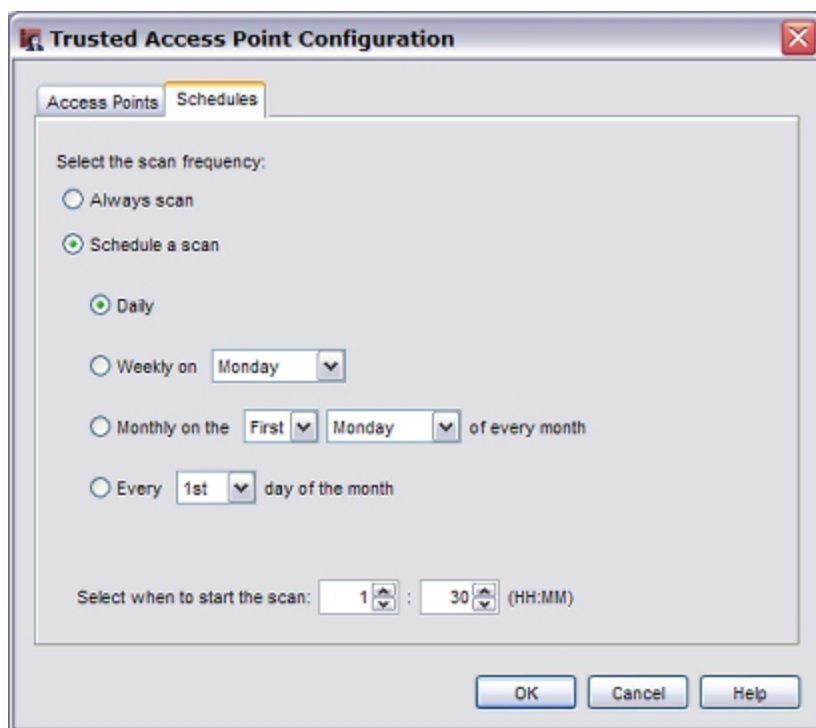 Trusted Access Point Configuration
Access Points Schedules
Select the scan frequency:
Always scan
Schedule a scan
Daily
Weekly on Monday
Monthly on the First Monday of every month
Every 1st day of the month
Select when to start the scan: 1 : 30 (HH:MM)
OK Cancel Help